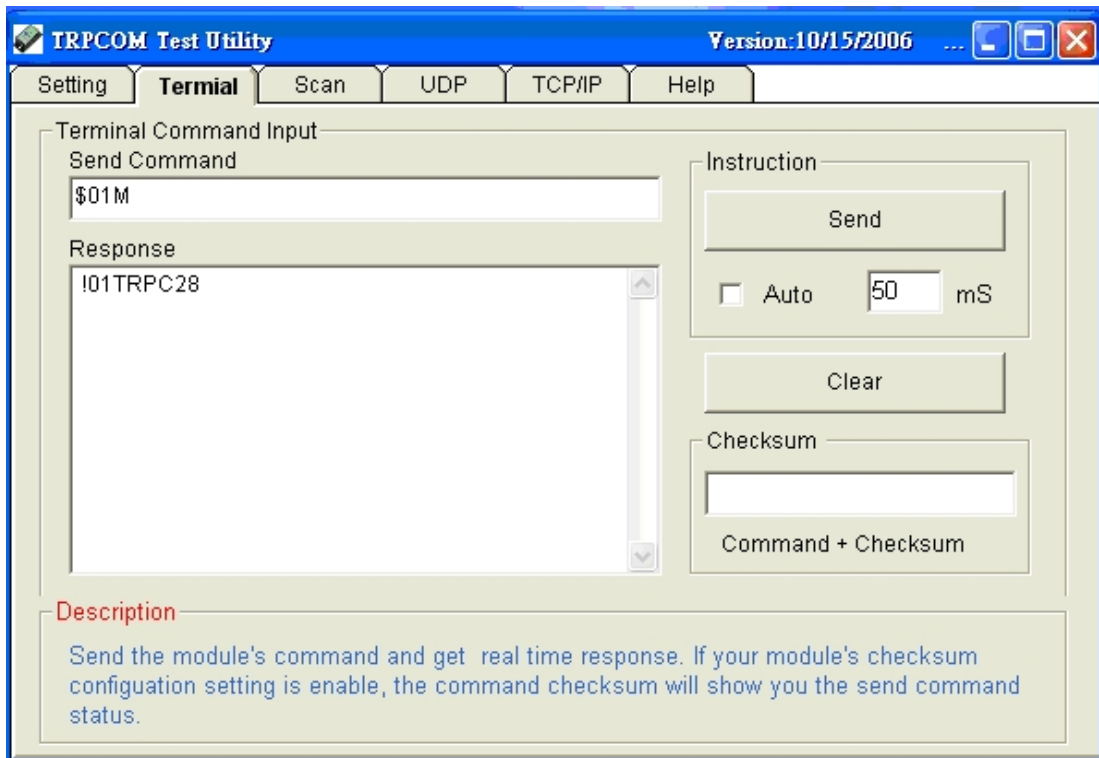 TRPCOM Test Utility Version:10/15/2006 ...
Setting Termial Scan UDP TCP/IP Help
Terminal Command Input
Send Command
$01M
Response
!01TRPC28
Instruction
Send
Auto 50 mS
Clear
Checksum
Command + Checksum
Description
Send the module's command and get real time response. If your module's checksum
configuation setting is enable, the command checksum will show you the send command
status.